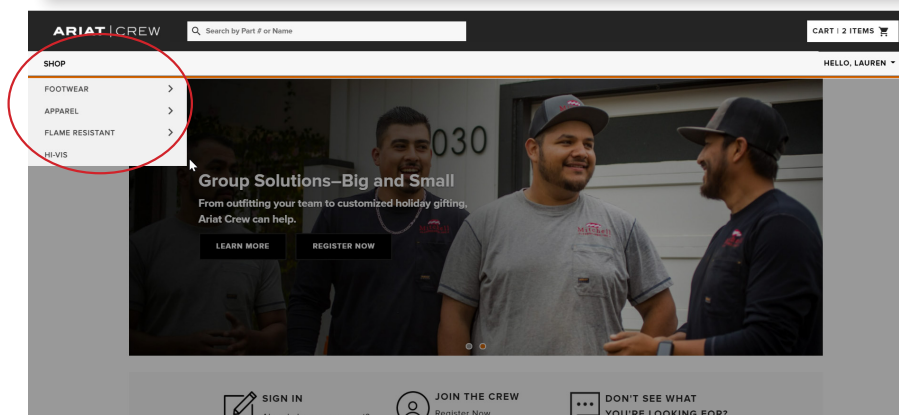 ARIAT | CREW
Search by Part # or Name
CART | 2 ITEMS
SHOP
HELLO, LAUREN
FOOTWEAR
APPAREL
FLAME RESISTANT
HI-VIS
030
Group Solutions—Big and Small
From outfitting your team to customized holiday gifting,
Ariat Crew can help.
LEARN MORE
REGISTER NOW
SIGN IN
JOIN THE CREW
Register Now
DON'T SEE WHAT
YOU'RE LOOKING FOR?